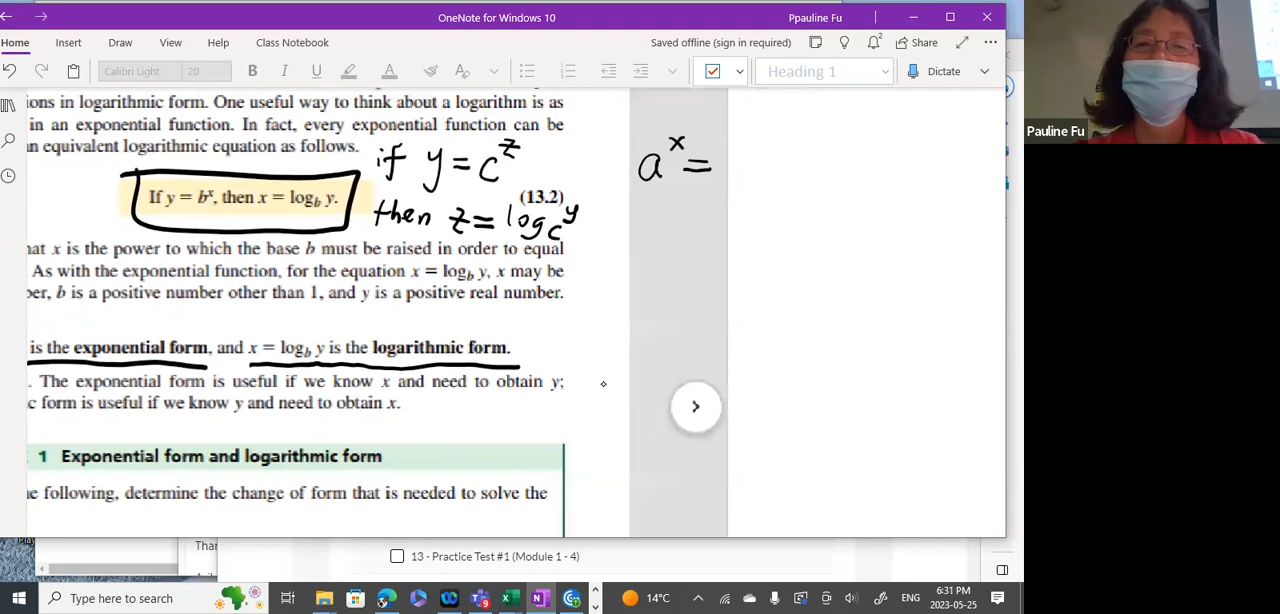 OneNote for Windows 10
Ppauline Fu
Home Insert Draw View Help Class Notebook
Saved offline (sign in required)
Share
Calibri Light 20 B I U A
Heading 1
Dictate
ions in logarithmic form. One useful way to think about a logarithm is as
in an exponential function. In fact, every exponential function can be
n equivalent logarithmic equation as follows.
if y = c^z
a^x =
If y = b^x, then x = log_b y.
(13.2)
then z = log_c y
hat x is the power to which the base b must be raised in order to equal
As with the exponential function, for the equation x = log_b y, x may be
ber, b is a positive number other than 1, and y is a positive real number.
is the exponential form, and x = log_b y is the logarithmic form.
. The exponential form is useful if we know x and need to obtain y;
c form is useful if we know y and need to obtain x.
1 Exponential form and logarithmic form
ne following, determine the change of form that is needed to solve the
Thar
13 - Practice Test #1 (Module 1 - 4)
Type here to search
14°C
ENG
6:31 PM
2023-05-25
Pauline Fu